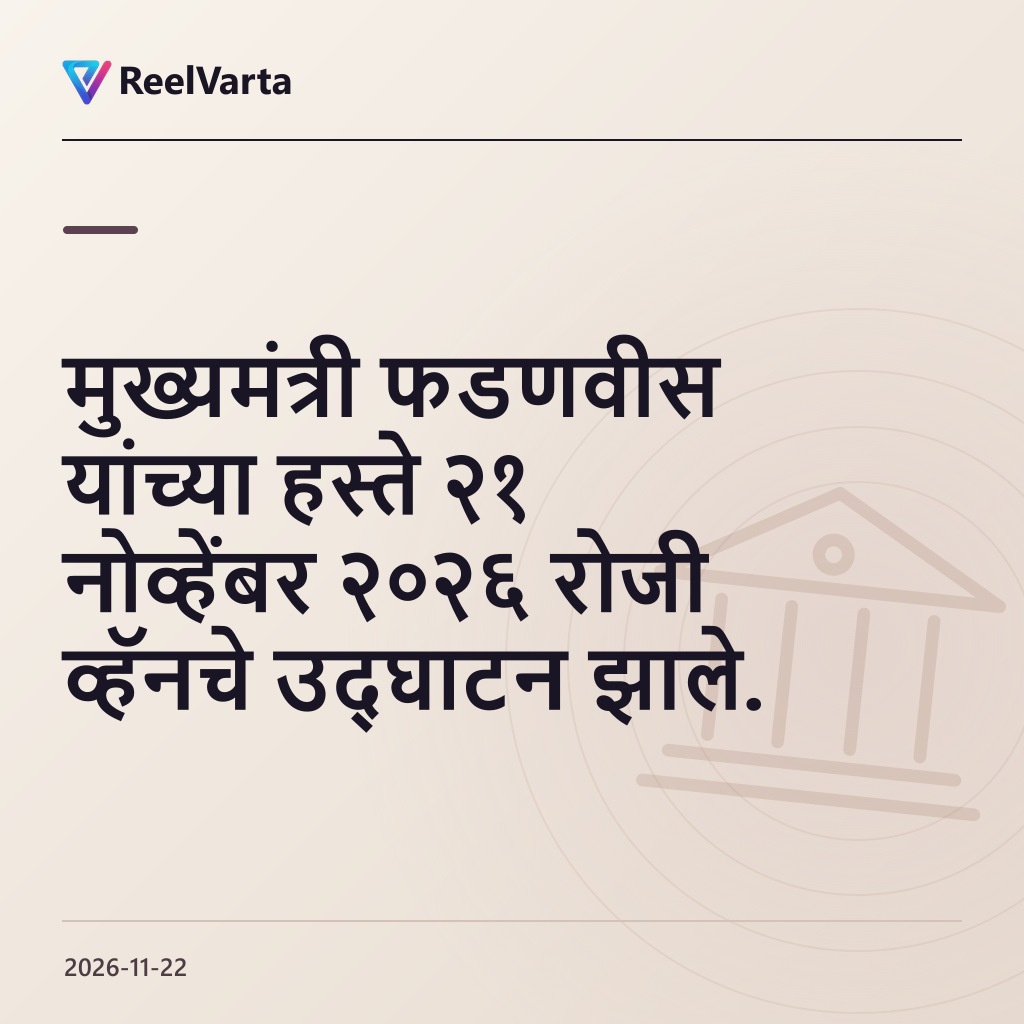 ReelVarta
मुख्यमंत्री फडणवीस
यांच्या हस्ते २१
नोव्हेंबर २०२६ रोजी
व्हॅनचे उद्घाटन झाले.
2026-11-22